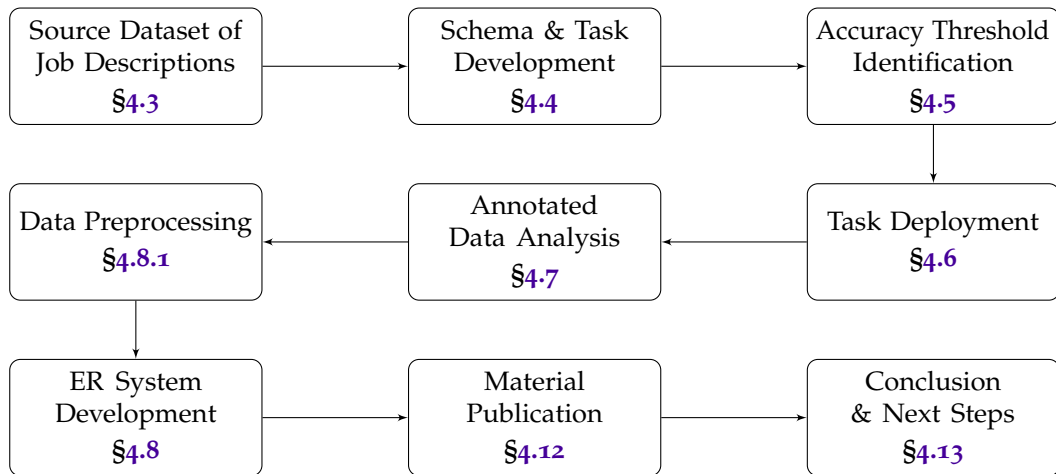 Source Dataset of
Job Descriptions
§4.3
Schema & Task
Development
§4.4
Accuracy Threshold
Identification
§4.5
Data Preprocessing
§4.8.1
Annotated
Data Analysis
§4.7
Task Deployment
§4.6
ER System
Development
§4.8
Material
Publication
§4.12
Conclusion
& Next Steps
§4.13